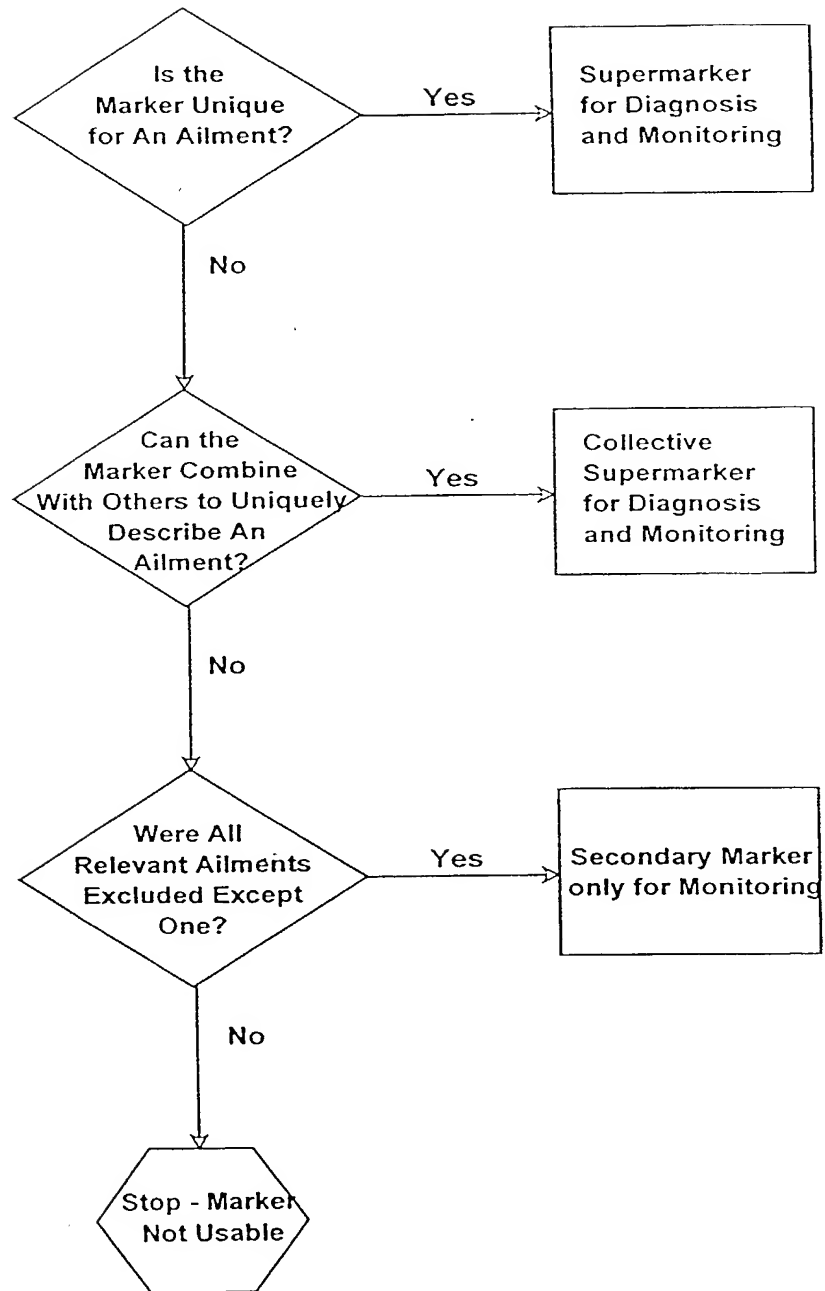 Is the
Marker Unique
for An Ailment?
Yes
Supermarker
for Diagnosis
and Monitoring
No
Can the
Marker Combine
With Others to Uniquely
Describe An
Ailment?
Yes
Collective
Supermarker
for Diagnosis
and Monitoring
No
Were All
Relevant Ailments
Excluded Except
One?
Yes
Secondary Marker
only for Monitoring
No
Stop - Marker
Not Usable